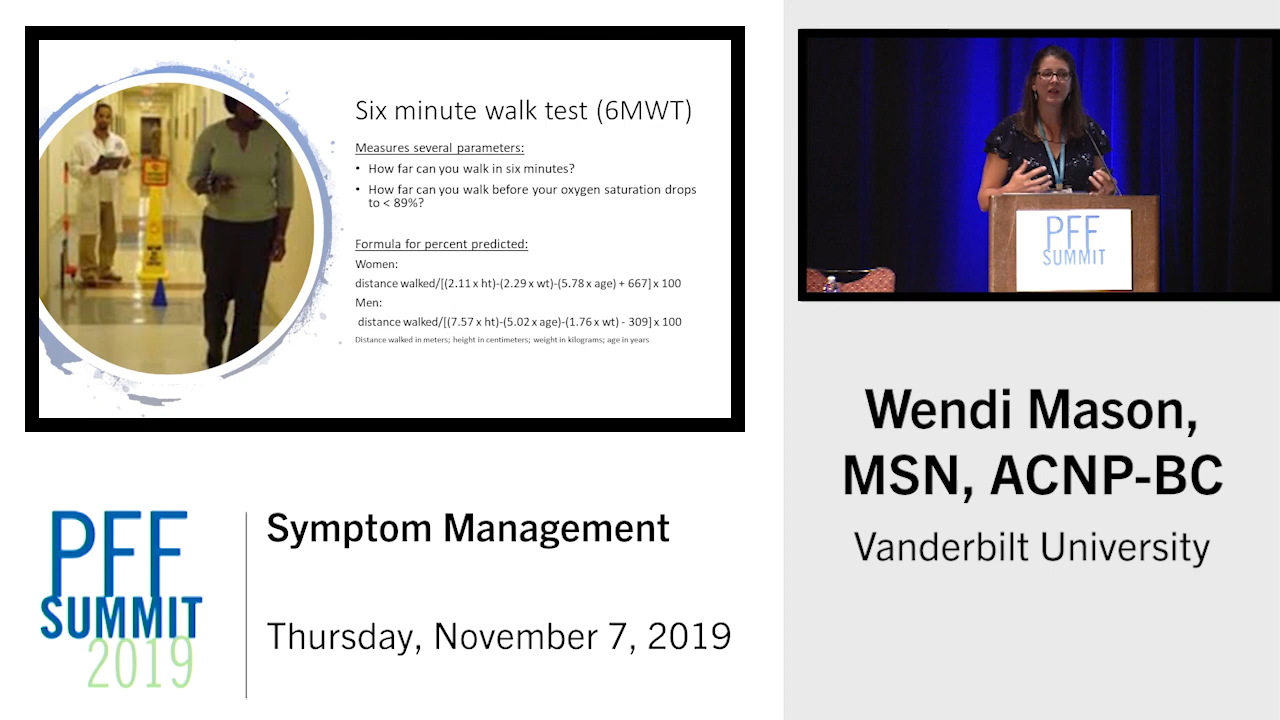 Six minute walk test (6MWT)
Measures several parameters:
• How far can you walk in six minutes?
• How far can you walk before your oxygen saturation drops
to < 89%?
Formula for percent predicted:
Women:
distance walked/[(2.11 x ht)-(2.29 x wt)-(5.78 x age) + 667] x 100
Men:
distance walked/[(7.57 x ht)-(5.02 x age)-(1.76 x wt) - 309] x 100
Distance walked in meters; height in centimeters; weight in kilograms; age in years
PFF
SUMMIT
Wendi Mason,
MSN, ACNP-BC
Vanderbilt University
PFF
SUMMIT
2019
Symptom Management
Thursday, November 7, 2019